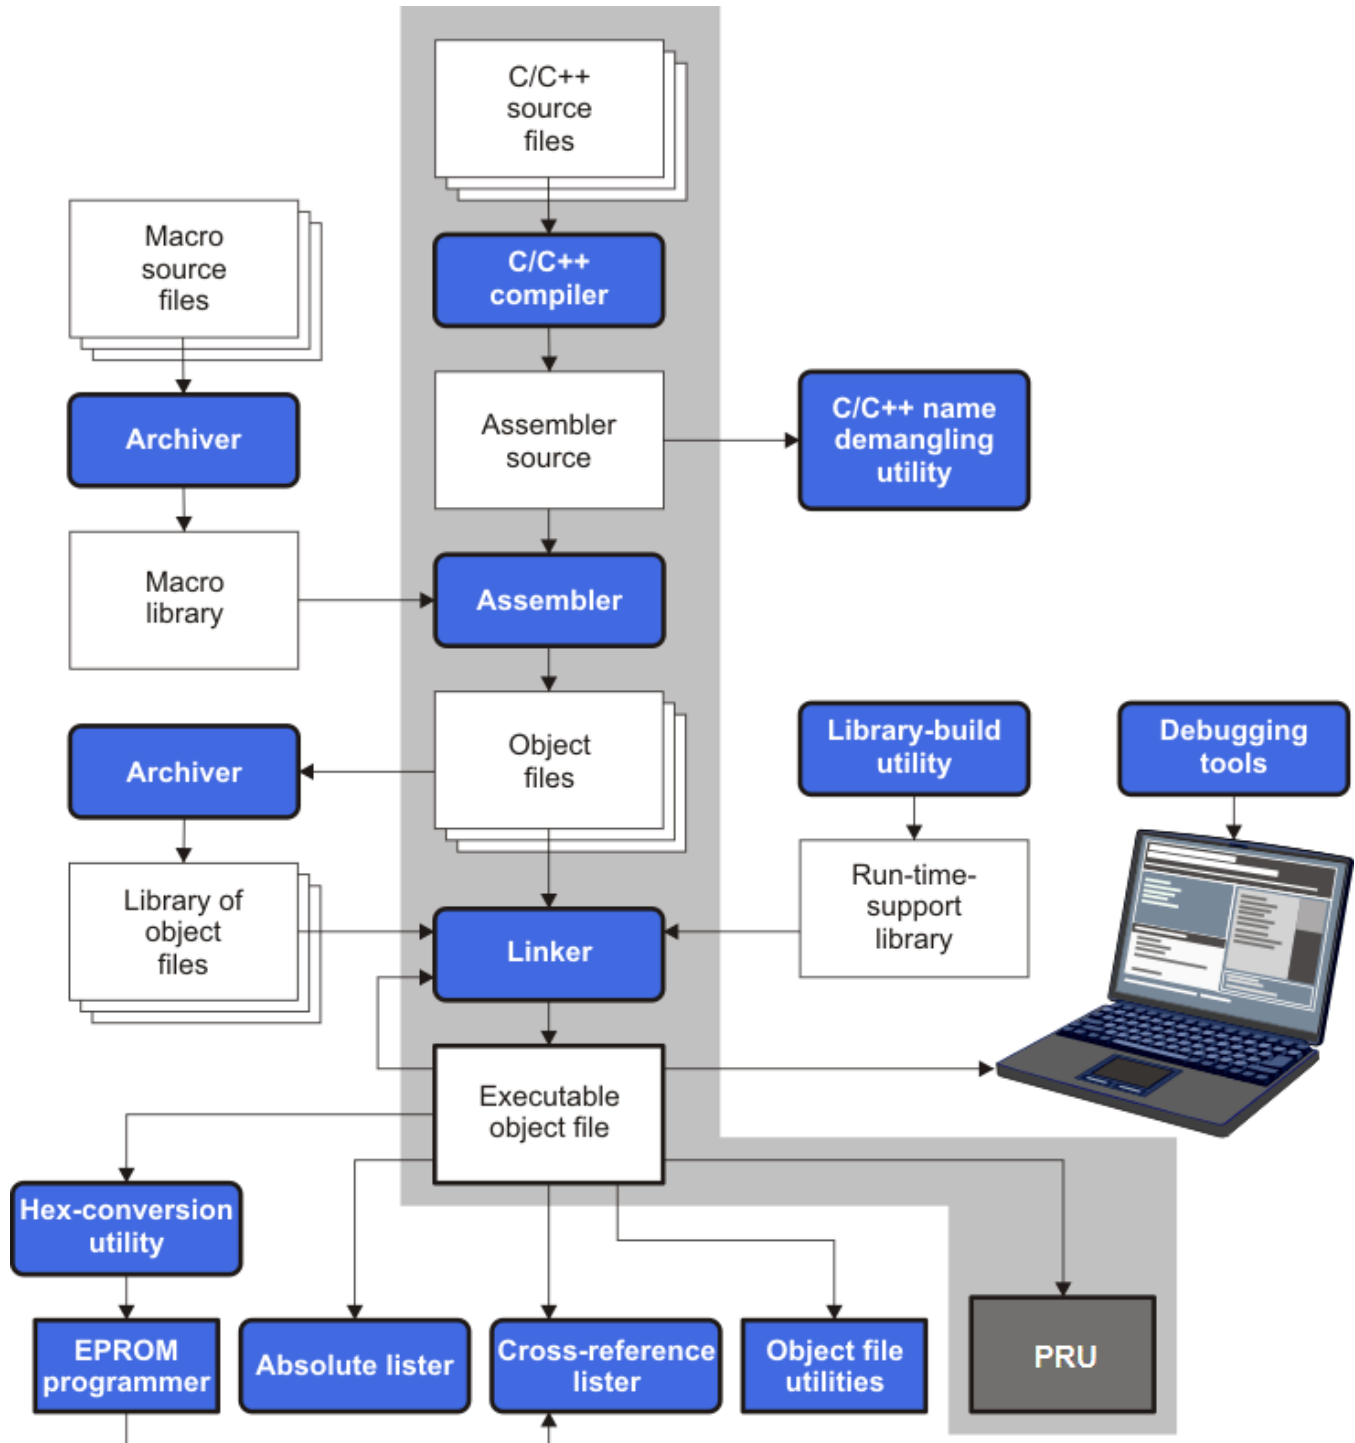 C/C++
source
files
Macro
source
files
C/C++
compiler
Archiver
Assembler
source
C/C++ name
demangling
utility
Macro
library
Assembler
Archiver
Object
files
Library-build
utility
Debugging
tools
Library of
object
files
Linker
Run-time-
support
library
Executable
object file
Hex-conversion
utility
EPROM
programmer
Absolute lister
Cross-reference
lister
Object file
utilities
PRU